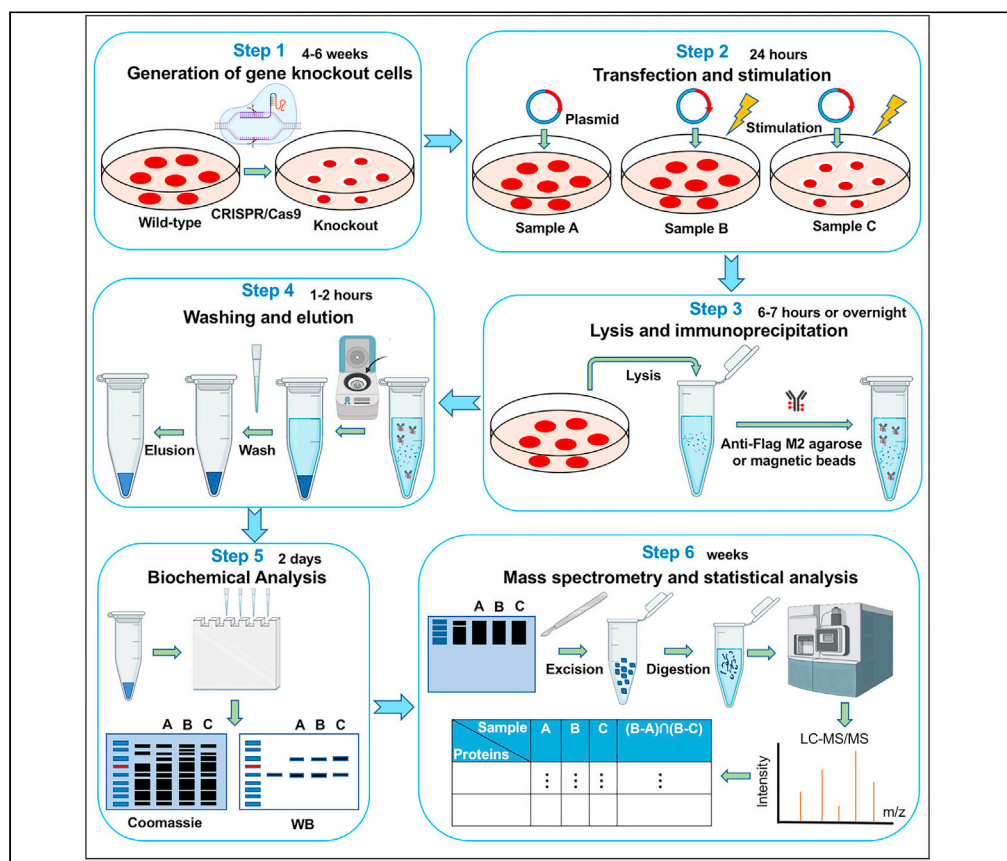 Step 1 4-6 weeks
Generation of gene knockout cells
Wild-type
CRISPR/Cas9
Knockout
Step 2 24 hours
Transfection and stimulation
Plasmid
Stimulation
Sample A
Sample B
Sample C
Step 3 6-7 hours or overnight
Lysis and immunoprecipitation
Lysis
Anti-Flag M2 agarose
or magnetic beads
Step 4 1-2 hours
Washing and elution
Elusion
Wash
Step 5 2 days
Biochemical Analysis
A B C
A B C
Coomassie
WB
Step 6 weeks
Mass spectrometry and statistical analysis
A B C
Excision
Digestion
LC-MS/MS
Intensity
m/z
Sample A B C (B-A)∩(B-C)
Proteins
⋮ ⋮ ⋮ ⋮